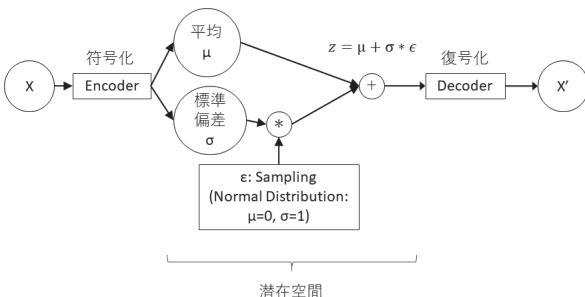 符号化
X
Encoder
平均
μ
標準
偏差
σ
*
ε: Sampling
(Normal Distribution:
μ=0, σ=1)
z = μ + σ * ϵ
+
復号化
Decoder
X'
潜在空間